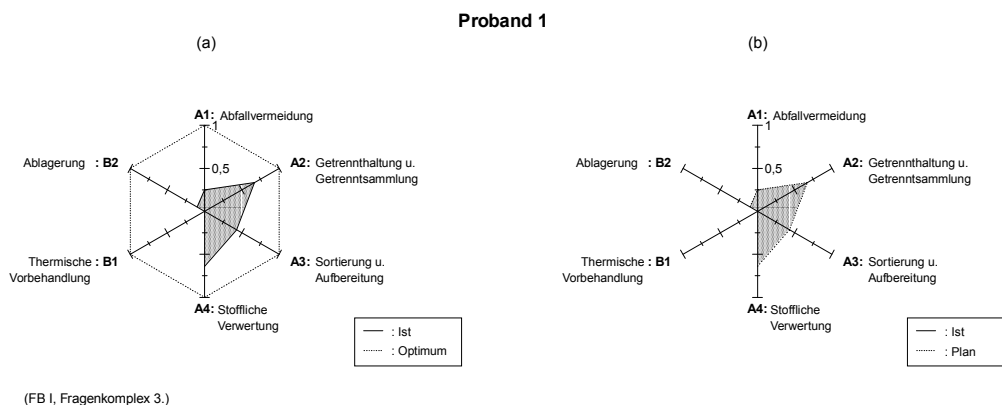 Proband 1
(a)
A1: Abfallvermeidung
1
Ablagerung : B2
0,5
A2: Getrennthaltung u.
Getrenntsammlung
Thermische : B1
Vorbehandlung
A3: Sortierung u.
Aufbereitung
A4: Stoffliche
Verwertung
: Ist
: Optimum
(b)
A1: Abfallvermeidung
1
Ablagerung : B2
0,5
A2: Getrennthaltung u.
Getrenntsammlung
Thermische : B1
Vorbehandlung
A3: Sortierung u.
Aufbereitung
A4: Stoffliche
Verwertung
: Ist
: Plan
(FB I, Fragenkomplex 3.)